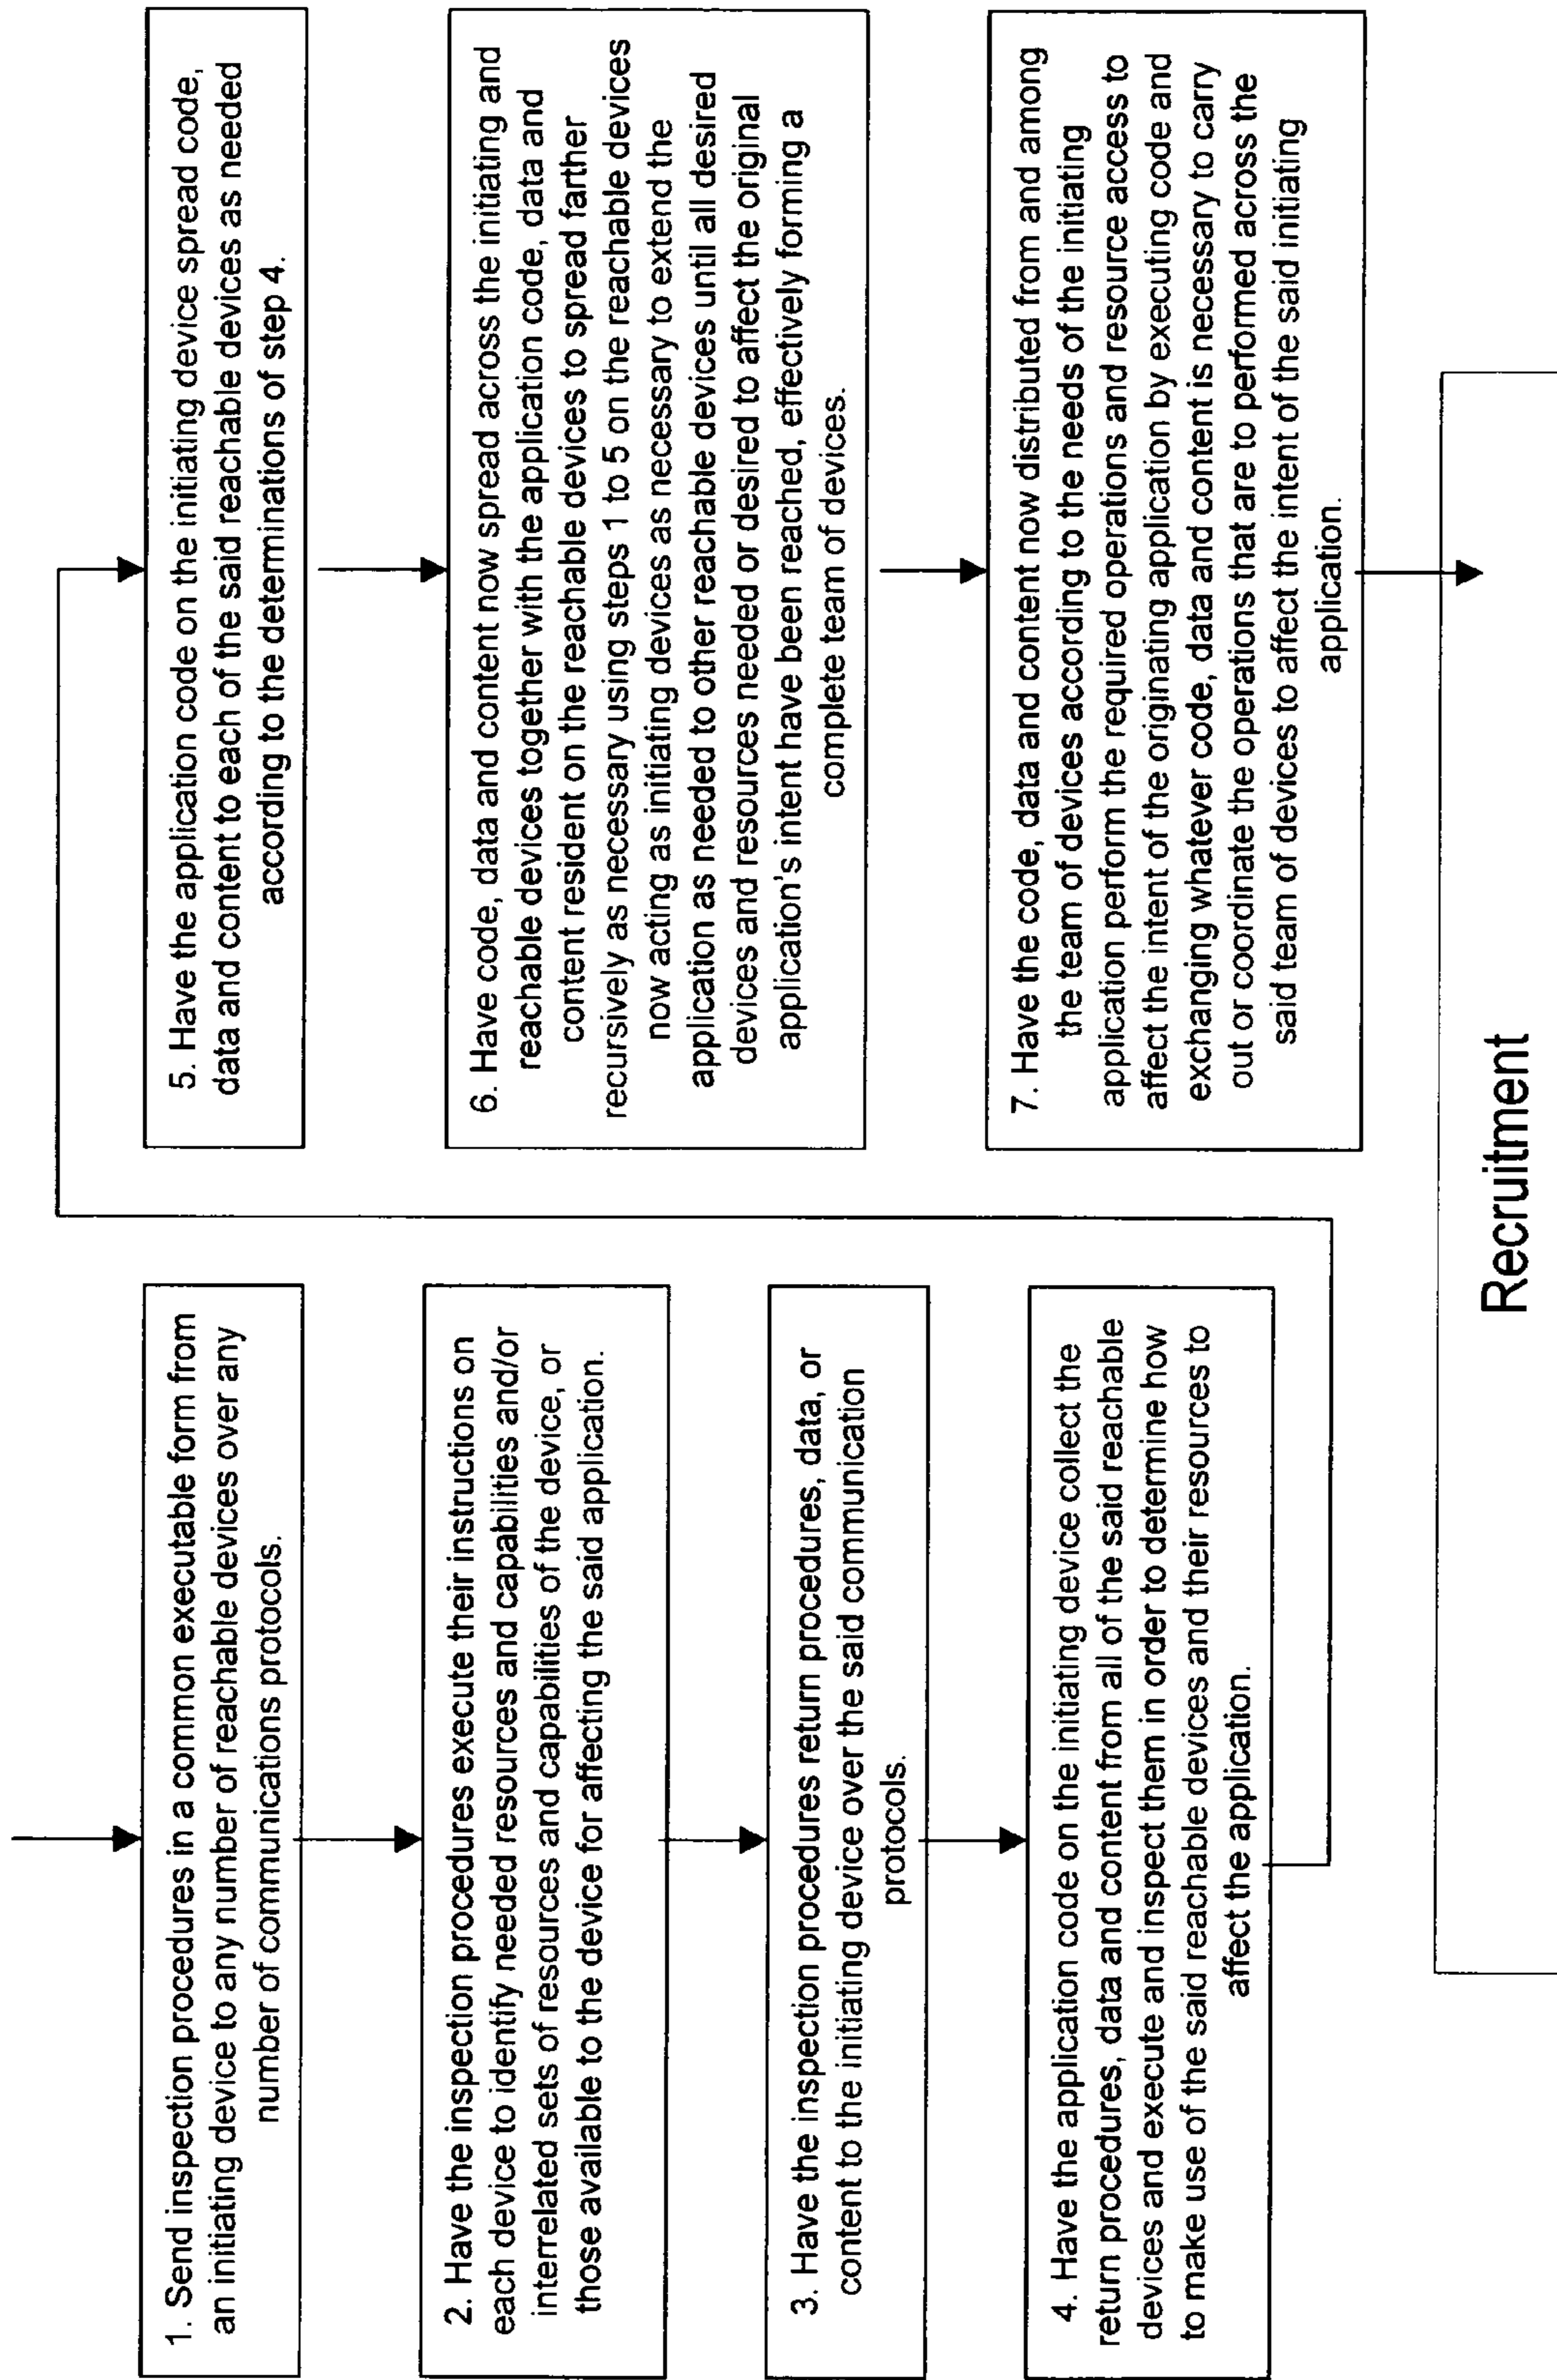 1. Send inspection procedures in a common executable form from
an initiating device to any number of reachable devices over any
number of communications protocols.
2. Have the inspection procedures execute their instructions on
each device to identify needed resources and capabilities and/or
interrelated sets of resources and capabilities of the device, or
those available to the device for affecting the said application.
3. Have the inspection procedures return procedures, data, or
content to the initiating device over the said communication
protocols.
4. Have the application code on the initiating device collect the
return procedures, data and content from all of the said reachable
devices and execute and inspect them in order to determine how
to make use of the said reachable devices and their resources to
affect the application.
5. Have the application code on the initiating device spread code,
data and content to each of the said reachable devices as needed
according to the determinations of step 4.
6. Have code, data and content now spread across the initiating and
reachable devices together with the application code, data and
content resident on the reachable devices to spread farther
recursively as necessary using steps 1 to 5 on the reachable devices
now acting as initiating devices as necessary to extend the
application as needed to other reachable devices until all desired
devices and resources needed or desired to affect the original
application's intent have been reached, effectively forming a
complete team of devices.
7. Have the code, data and content now distributed from and among
the team of devices according to the needs of the initiating
application perform the required operations and resource access to
affect the intent of the originating application by executing code and
exchanging whatever code, data and content is necessary to carry
out or coordinate the operations that are to performed across the
said team of devices to affect the intent of the said initiating
application.
Recruitment